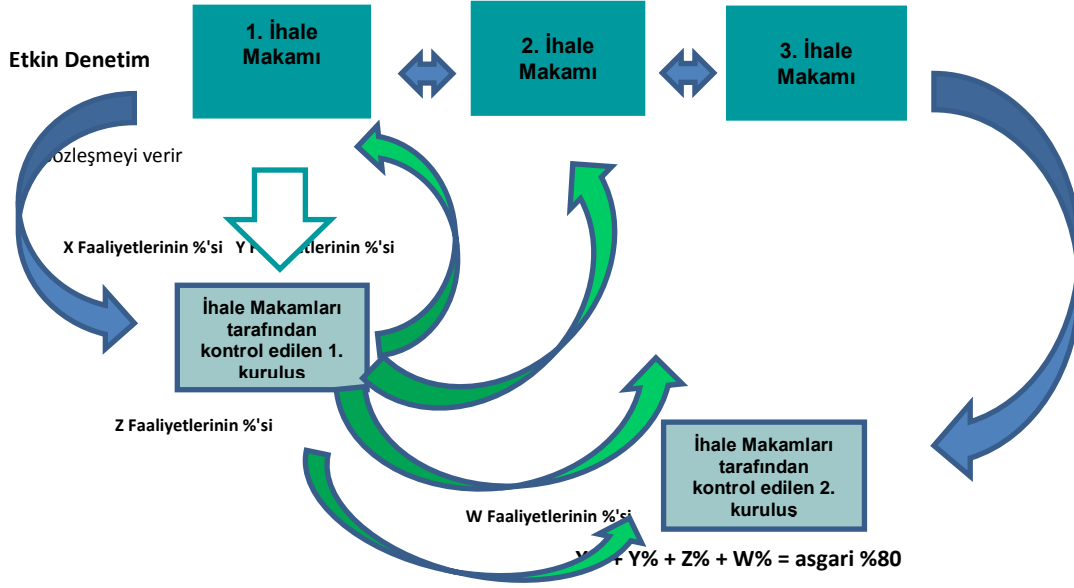 1. İhale
Makamı
2. İhale
Makamı
3. İhale
Makamı
Etkin Denetim
özleşmeyi verir
X Faaliyetlerinin %'si Y F etlerinin %'si
İhale Makamları
tarafından
kontrol edilen 1.
kuruluş
Z Faaliyetlerinin %'si
İhale Makamları
tarafından
kontrol edilen 2.
kuruluş
W Faaliyetlerinin %'si
+ Y% + Z% + W% = asgari %80